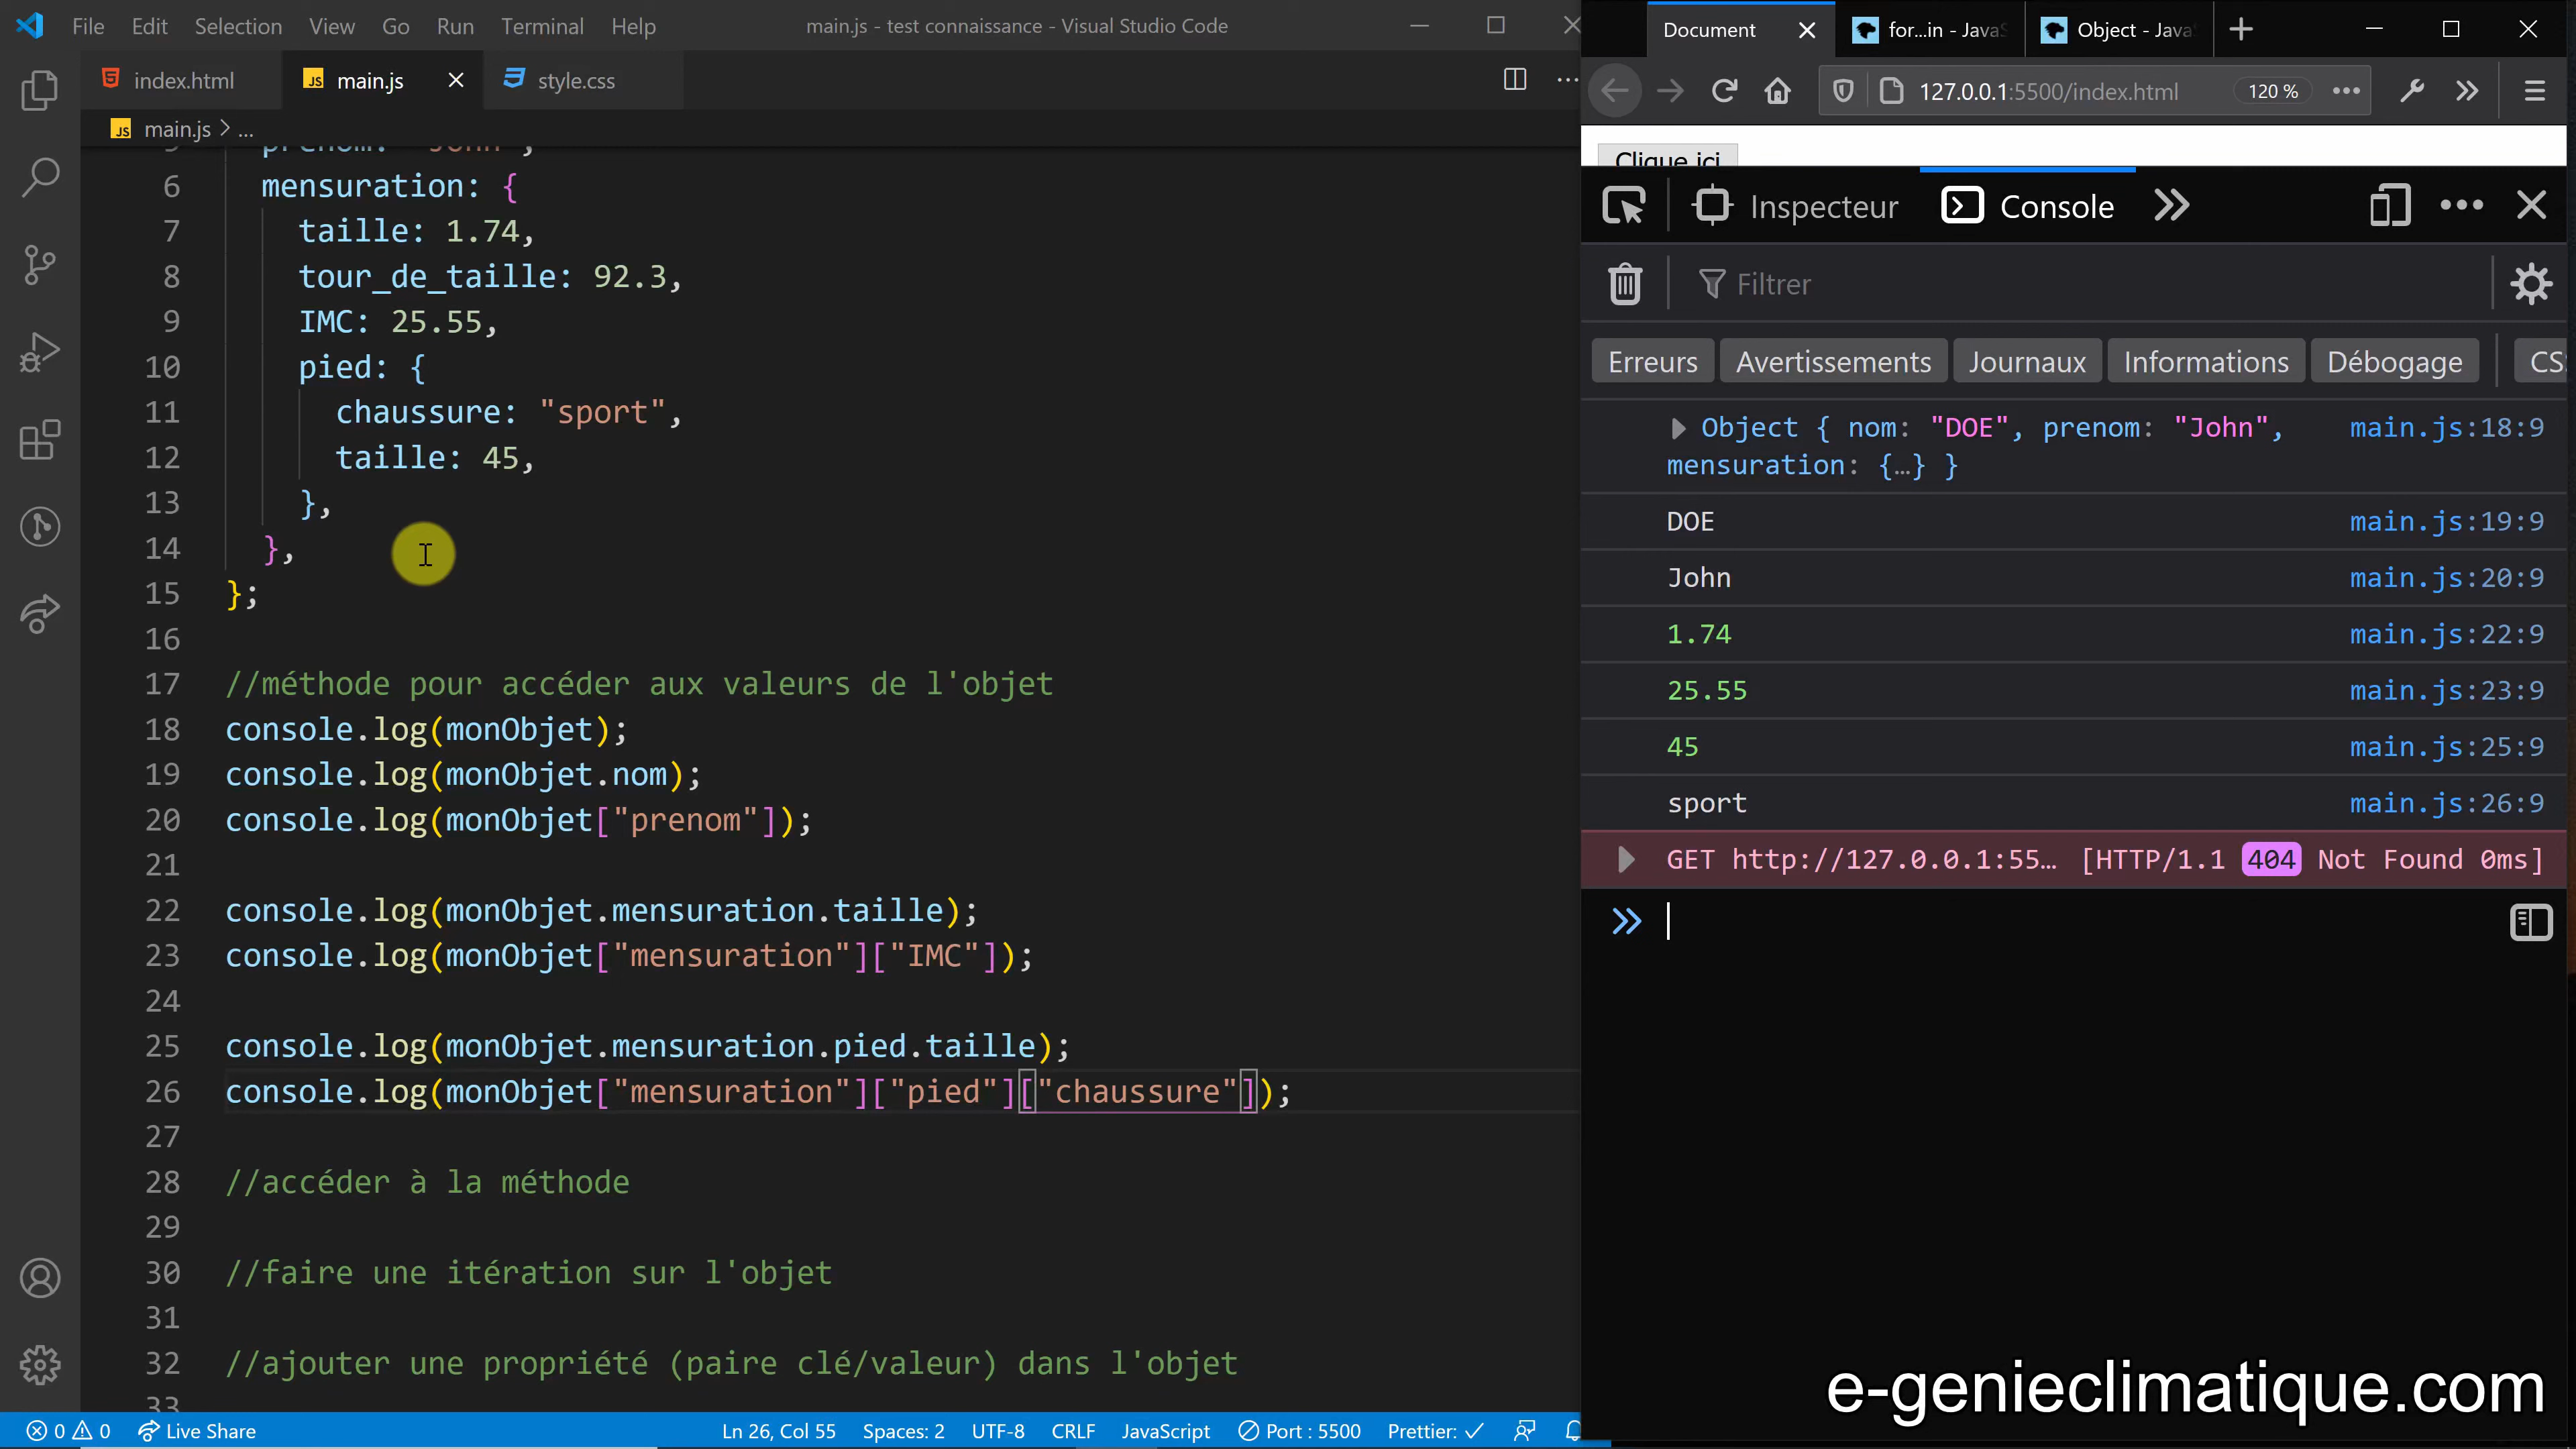 File Edit Selection View Go Run Terminal Help
main.js - test connaissance - Visual Studio Code
index.html
main.js
style.css
main.js > ...
prenom: "John",
6 mensuration: {
7 taille: 1.74,
8 tour_de_taille: 92.3,
9 IMC: 25.55,
10 pied: {
11 chaussure: "sport",
12 taille: 45,
13 },
14 },
15 };
16
17 //méthode pour accéder aux valeurs de l'objet
18 console.log(monObjet);
19 console.log(monObjet.nom);
20 console.log(monObjet["prenom"]);
21
22 console.log(monObjet.mensuration.taille);
23 console.log(monObjet["mensuration"]["IMC"]);
24
25 console.log(monObjet.mensuration.pied.taille);
26 console.log(monObjet["mensuration"]["pied"]["chaussure"]);
27
28 //accéder à la méthode
29
30 //faire une itération sur l'objet
31
32 //ajouter une propriété (paire clé/valeur) dans l'objet
33
0 0 Live Share Ln 26, Col 55 Spaces: 2 UTF-8 CRLF JavaScript Port : 5500 Prettier: ✓
Document
for...in - JavaS
Object - Java
127.0.0.1:5500/index.html 120 %
Clique ici
Inspecteur Console
Filtrer
Erreurs Avertissements Journaux Informations Débogage CSS
Object { nom: "DOE", prenom: "John", main.js:18:9
mensuration: {…} }
DOE main.js:19:9
John main.js:20:9
1.74 main.js:22:9
25.55 main.js:23:9
45 main.js:25:9
sport main.js:26:9
GET http://127.0.0.1:55… [HTTP/1.1 404 Not Found 0ms]
e-genieclimatique.com